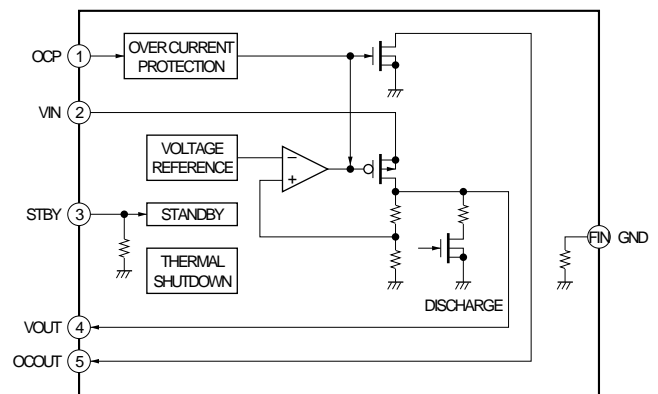 OCP 1 OVER CURRENT
PROTECTION
VIN 2
VOLTAGE
REFERENCE
−
+
STBY 3 STANDBY
FIN GND
THERMAL
SHUTDOWN
DISCHARGE
VOUT 4
OCOUT 5